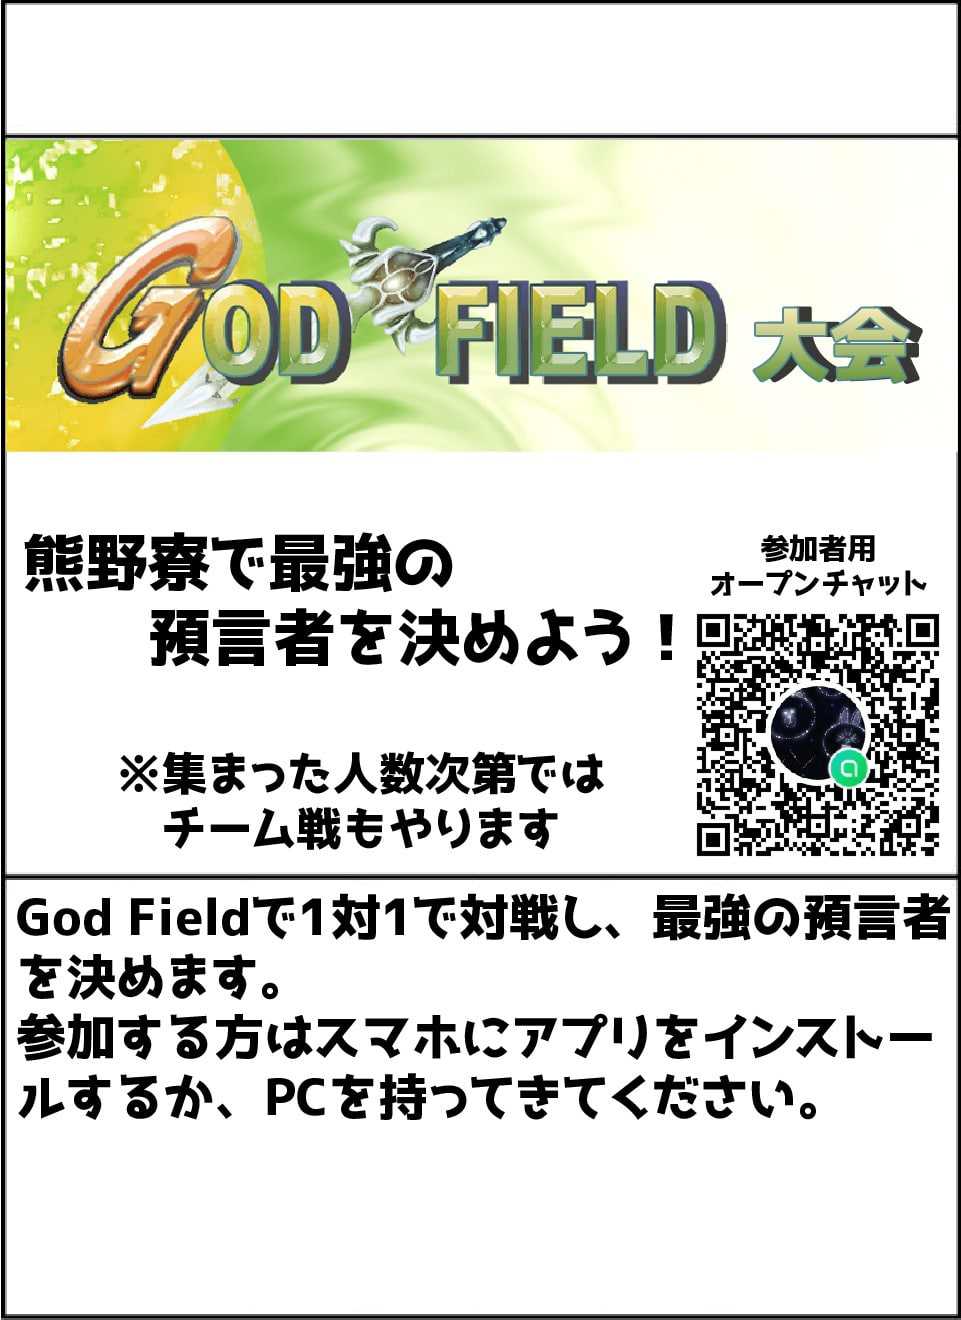 GOD FIELD 大会
熊野寮で最強の
預言者を決めよう！
参加者用
オープンチャット
※集まった人数次第では
チーム戦もやります
God Fieldで1対1で対戦し、最強の預言者
を決めます。
参加する方はスマホにアプリをインストー
ルするか、PCを持ってきてください。